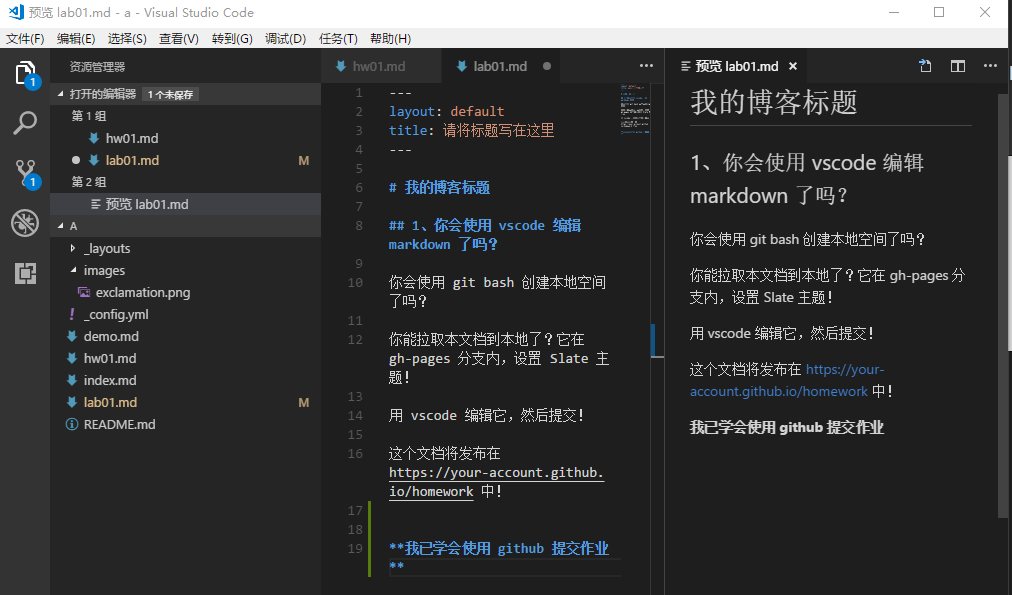 预览 lab01.md - a - Visual Studio Code
文件(F) 编辑(E) 选择(S) 查看(V) 转到(G) 调试(D) 任务(T) 帮助(H)
1
1
资源管理器
打开的编辑器 1 个未保存
第 1 组
hw01.md
lab01.md M
第 2 组
预览 lab01.md
A
_layouts
images
exclamation.png
_config.yml
demo.md
hw01.md
index.md
lab01.md M
README.md
hw01.md lab01.md
1 ---
2 layout: default
3 title: 请将标题写在这里
4 ---
5
6 # 我的博客标题
7
8 ## 1、你会使用 vscode 编辑
markdown 了吗？
9
10 你会使用 git bash 创建本地空间
了吗？
11
12 你能拉取本文档到本地了？它在
gh-pages 分支内，设置 Slate 主
题！
13
14 用 vscode 编辑它，然后提交！
15
16 这个文档将发布在
https://your-account.github.
io/homework 中！
17
18
19 **我已学会使用 github 提交作业
**
预览 lab01.md
我的博客标题
1、你会使用 vscode 编辑
markdown 了吗？
你会使用 git bash 创建本地空间了吗？
你能拉取本文档到本地了？它在 gh-pages 分
支内，设置 Slate 主题！
用 vscode 编辑它，然后提交！
这个文档将发布在 https://your-
account.github.io/homework 中！
我已学会使用 github 提交作业